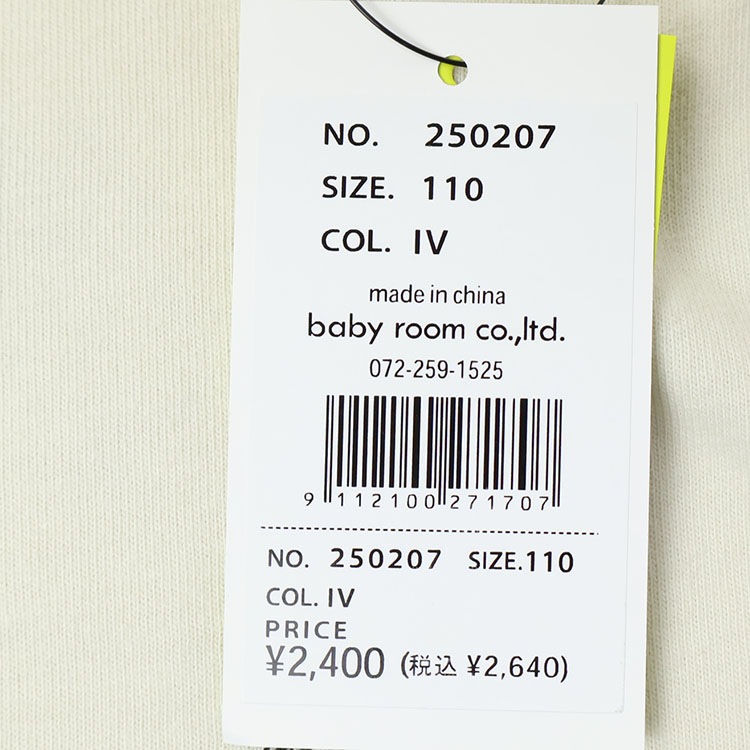 NO. 250207
SIZE. 110
COL. IV
made in china
baby room co.,ltd.
072-259-1525
9 112100 271707
NO. 250207 SIZE.110
COL. IV
PRICE
¥2,400 (税込 ¥2,640)